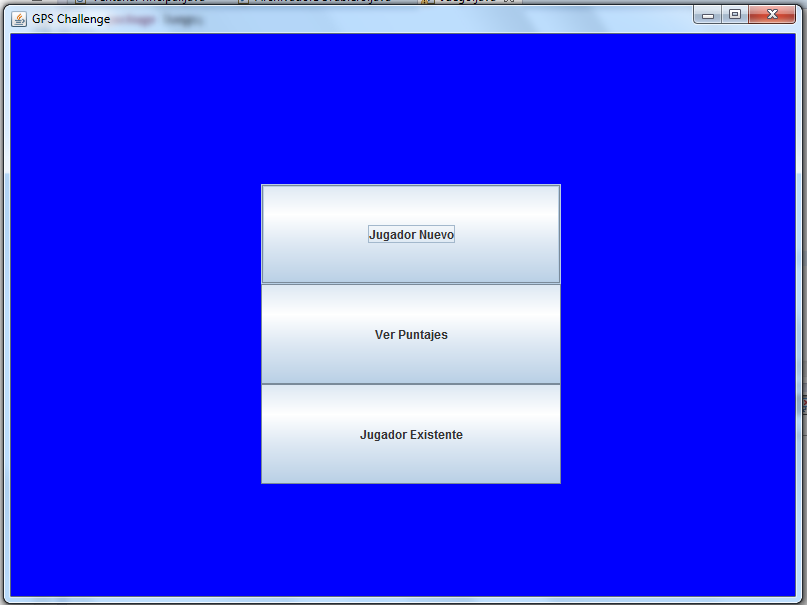 GPS Challenge
Jugador Nuevo
Ver Puntajes
Jugador Existente